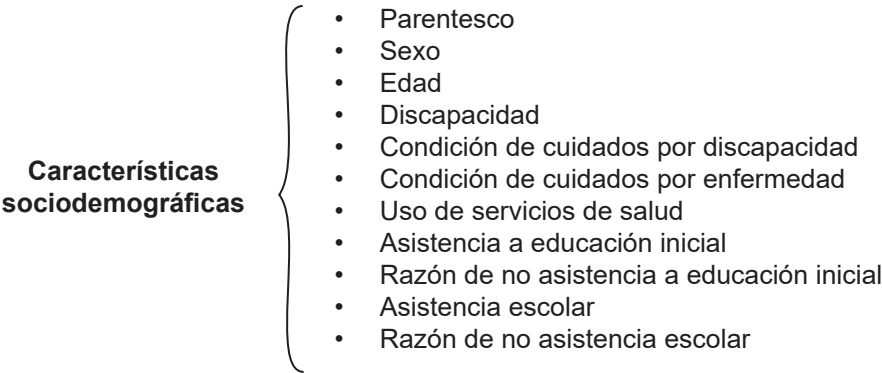 Características
sociodemográficas
• Parentesco
• Sexo
• Edad
• Discapacidad
• Condición de cuidados por discapacidad
• Condición de cuidados por enfermedad
• Uso de servicios de salud
• Asistencia a educación inicial
• Razón de no asistencia a educación inicial
• Asistencia escolar
• Razón de no asistencia escolar